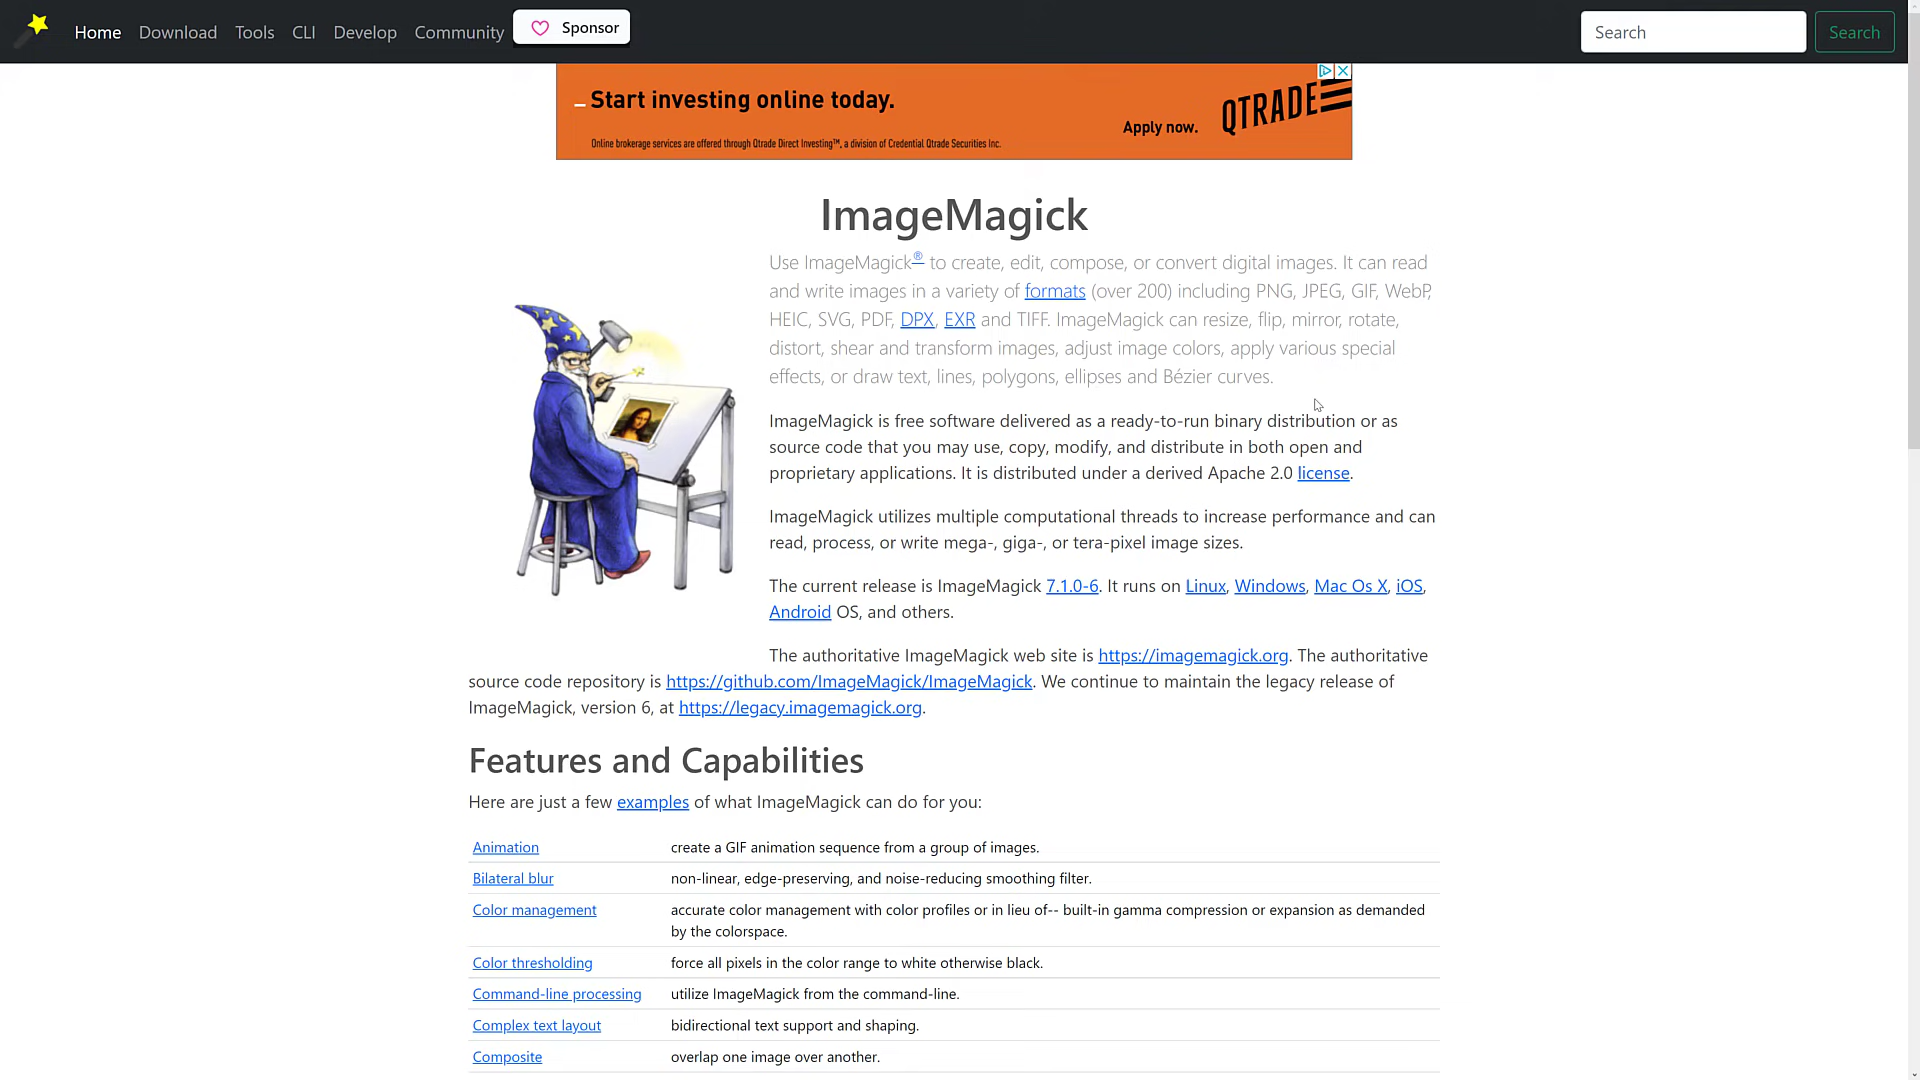 Home Download Tools CLI Develop Community Sponsor Search Search
Start investing online today.
Apply now.
QTRADE
Online brokerage services are offered through Qtrade Direct Investing™, a division of Credential Qtrade Securities Inc.
ImageMagick
Use ImageMagick® to create, edit, compose, or convert digital images. It can read
and write images in a variety of formats (over 200) including PNG, JPEG, GIF, WebP,
HEIC, SVG, PDF, DPX, EXR and TIFF. ImageMagick can resize, flip, mirror, rotate,
distort, shear and transform images, adjust image colors, apply various special
effects, or draw text, lines, polygons, ellipses and Bézier curves.
ImageMagick is free software delivered as a ready-to-run binary distribution or as
source code that you may use, copy, modify, and distribute in both open and
proprietary applications. It is distributed under a derived Apache 2.0 license.
ImageMagick utilizes multiple computational threads to increase performance and can
read, process, or write mega-, giga-, or tera-pixel image sizes.
The current release is ImageMagick 7.1.0-6. It runs on Linux, Windows, Mac Os X, iOS,
Android OS, and others.
The authoritative ImageMagick web site is https://imagemagick.org. The authoritative
source code repository is https://github.com/ImageMagick/ImageMagick. We continue to maintain the legacy release of
ImageMagick, version 6, at https://legacy.imagemagick.org.
Features and Capabilities
Here are just a few examples of what ImageMagick can do for you:
Animation create a GIF animation sequence from a group of images.
Bilateral blur non-linear, edge-preserving, and noise-reducing smoothing filter.
Color management accurate color management with color profiles or in lieu of-- built-in gamma compression or expansion as demanded
by the colorspace.
Color thresholding force all pixels in the color range to white otherwise black.
Command-line processing utilize ImageMagick from the command-line.
Complex text layout bidirectional text support and shaping.
Composite overlap one image over another.